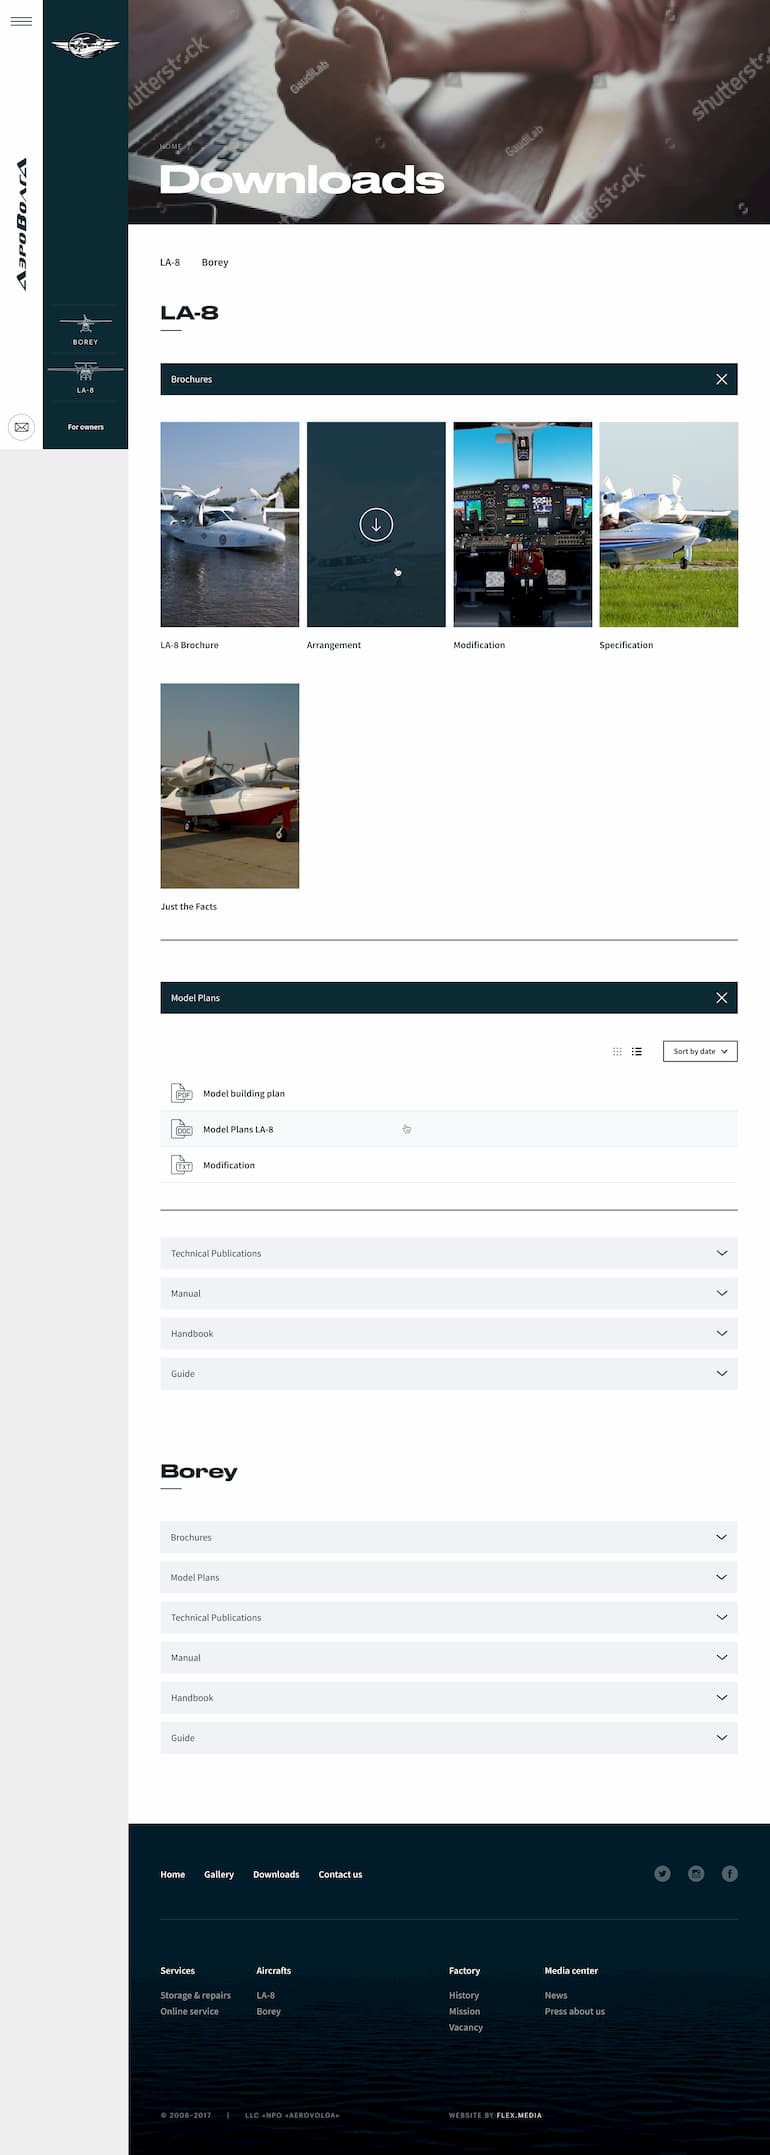 HOME
Downloads
shutterstock
GaudiLab
GaudiLab
shutterstock
АэроВолга
BOREY
LA-8
For owners
LA-8 Borey
LA-8
Brochures
LA-8 Brochure
Arrangement
Modification
Specification
Just the Facts
Model Plans
Sort by date
PDF Model building plan
DOC Model Plans LA-8
TXT Modification
Technical Publications
Manual
Handbook
Guide
Borey
Brochures
Model Plans
Technical Publications
Manual
Handbook
Guide
Home Gallery Downloads Contact us
Services Aircrafts Factory Media center
Storage & repairs LA-8 History News
Online service Borey Mission Press about us
Vacancy
© 2006-2017 | LLC «NPO «AEROVOLGA» WEBSITE BY FLEX.MEDIA